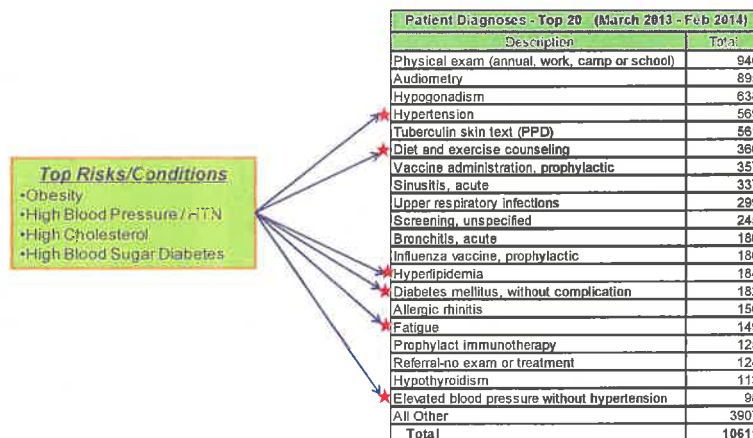 Top Risks/Conditions
•Obesity
•High Blood Pressure / HTN
•High Cholesterol
•High Blood Sugar Diabetes
Patient Diagnoses - Top 20 (March 2013 - Feb 2014)
Description Total
Physical exam (annual, work, camp or school)
Audiometry
Hypogonadism
Hypertension
Tuberculin skin text (PPD)
Diet and exercise counseling
Vaccine administration, prophylactic
Sinusitis, acute
Upper respiratory infections
Screening, unspecified
Bronchitis, acute
Influenza vaccine, prophylactic
Hyperlipidemia
Diabetes mellitus, without complication
Allergic rhinitis
Fatigue
Prophylact immunotherapy
Referral-no exam or treatment
Hypothyroidism
Elevated blood pressure without hypertension
All Other
Total